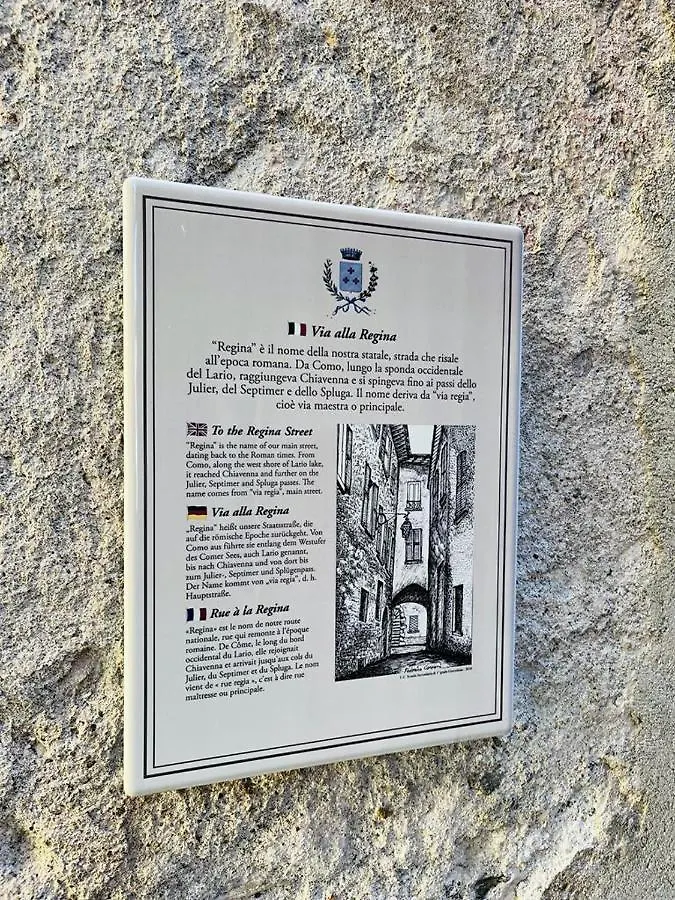 Via alla Regina
"Regina" è il nome della nostra statale, strada che risale
all'epoca romana. Da Como, lungo la sponda occidentale
del Lario, raggiungeva Chiavenna e si spingeva fino ai passi dello
Julier, del Septimer e dello Spluga. Il nome deriva da "via regia",
cioè via maestra o principale.
To the Regina Street
"Regina" is the name of our main street,
dating back to the Roman times. From
Como, along the west shore of Lario lake,
it reached Chiavenna and further on the
Julier, Septimer and Spluga passes. The
name comes from "via regia", main street.
Via alla Regina
„Regina" heißt unsere Staatsstraße, die
auf die römische Epoche zurückgeht. Von
Como aus führte sie entlang dem Westufer
des Comer Sees, auch Lario genannt,
bis nach Chiavenna und von dort bis
zum Julier-, Septimer und Splügenpass.
Der Name kommt von „via regia", d. h.
Hauptstraße.
Rue à la Regina
«Regina» est le nom de notre route
nationale, rue qui remonte à l'époque
romaine. De Côme, le long du bord
occidental du Lario, elle rejoignait
Chiavenna et arrivait jusqu'aux cols du
Julier, du Septimer et du Spluga. Le nom
vient de « rue regia », c'est à dire rue
maîtresse ou principale.